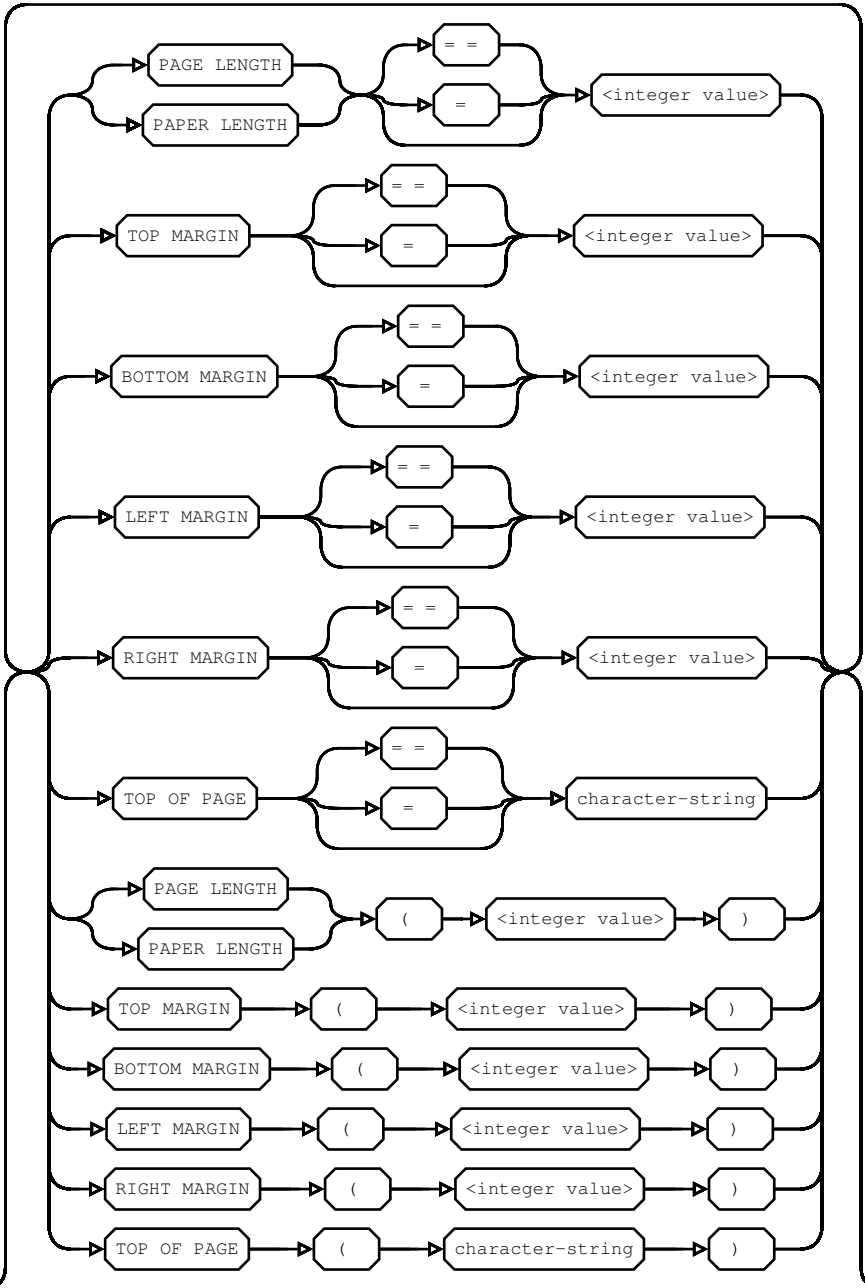 PAGE LENGTH
PAPER LENGTH
= =
=
<integer value>
TOP MARGIN
= =
=
<integer value>
BOTTOM MARGIN
= =
=
<integer value>
LEFT MARGIN
= =
=
<integer value>
RIGHT MARGIN
= =
=
<integer value>
TOP OF PAGE
= =
=
character-string
PAGE LENGTH
PAPER LENGTH
( <integer value> )
TOP MARGIN ( <integer value> )
BOTTOM MARGIN ( <integer value> )
LEFT MARGIN ( <integer value> )
RIGHT MARGIN ( <integer value> )
TOP OF PAGE ( character-string )